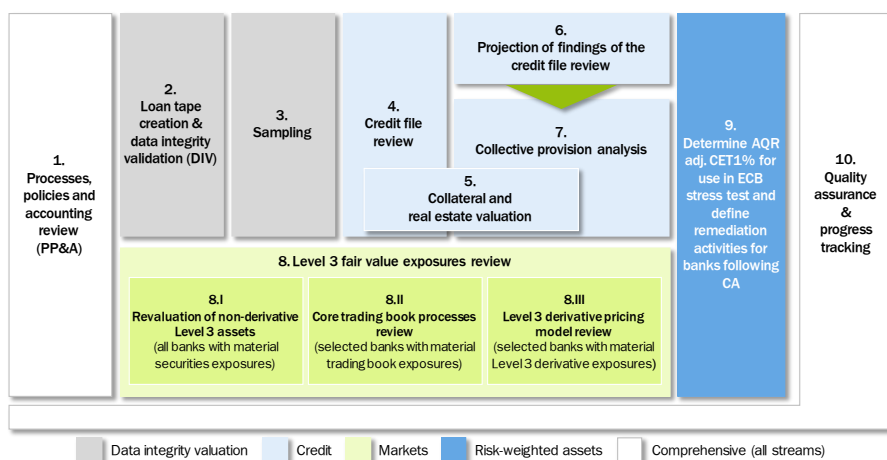 1.
Processes,
policies and
accounting
review
(PP&A)
2.
Loan tape
creation &
data integrity
validation (DIV)
3.
Sampling
4.
Credit file
review
5.
Collateral and
real estate valuation
6.
Projection of findings of the
credit file review
7.
Collective provision analysis
8. Level 3 fair value exposures review
8.I
Revaluation of non-derivative
Level 3 assets
(all banks with material
securities exposures)
8.II
Core trading book processes
review
(selected banks with material
trading book exposures)
8.III
Level 3 derivative pricing
model review
(selected banks with material
Level 3 derivative exposures)
9.
Determine AQR
adj. CET1% for
use in ECB
stress test and
define
remediation
activities for
banks following
CA
10.
Quality
assurance
&
progress
tracking
Data integrity valuation
Credit
Markets
Risk-weighted assets
Comprehensive (all streams)